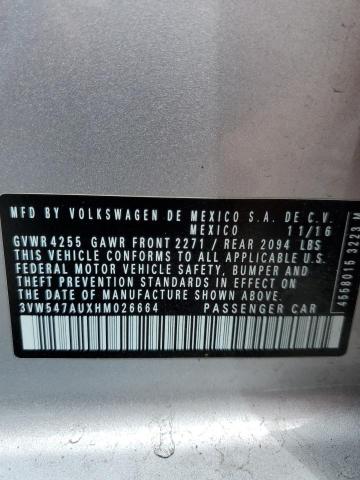 MFD BY VOLKSWAGEN DE MEXICO S.A. DE C.V.
MEXICO 11/16
GVWR 4255 GAWR FRONT 2271 / REAR 2094 LBS
THIS VEHICLE CONFORMS TO ALL APPLICABLE U.S.
FEDERAL MOTOR VEHICLE SAFETY, BUMPER AND
THEFT PREVENTION STANDARDS IN EFFECT ON THE
DATE OF MANUFACTURE SHOWN ABOVE.
3VW547AUXHM026664 PASSENGER CAR
4558016 3223